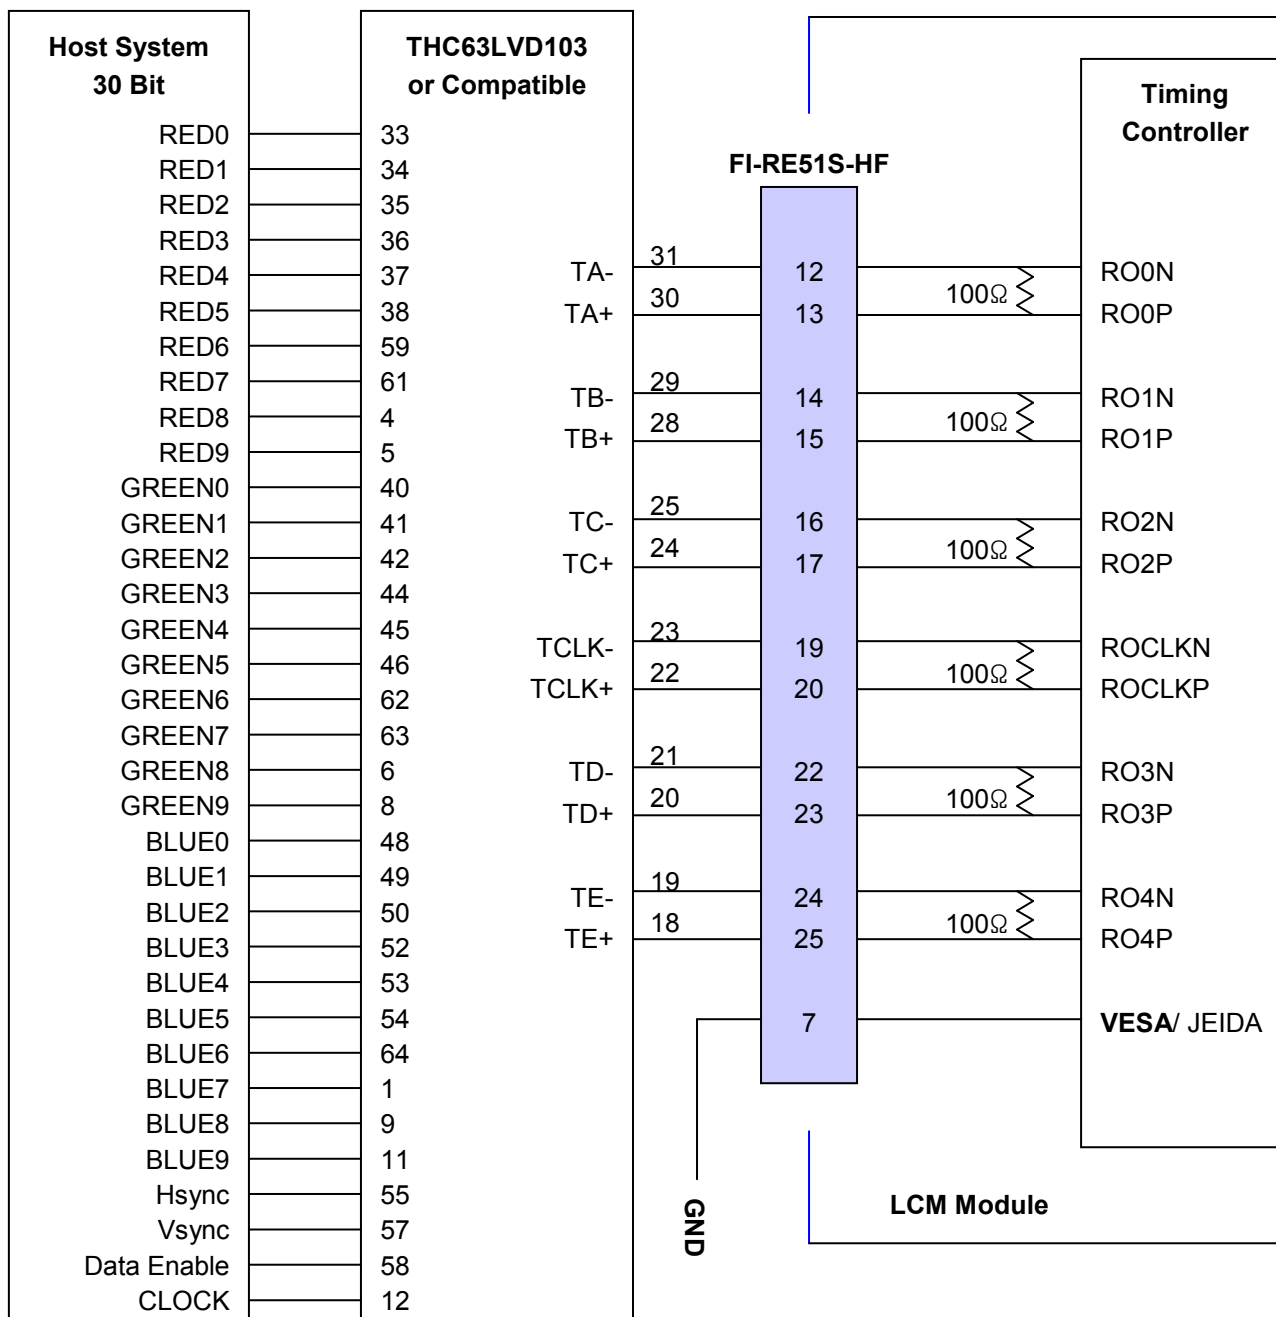 Host System
30 Bit
RED0
RED1
RED2
RED3
RED4
RED5
RED6
RED7
RED8
RED9
GREEN0
GREEN1
GREEN2
GREEN3
GREEN4
GREEN5
GREEN6
GREEN7
GREEN8
GREEN9
BLUE0
BLUE1
BLUE2
BLUE3
BLUE4
BLUE5
BLUE6
BLUE7
BLUE8
BLUE9
Hsync
Vsync
Data Enable
CLOCK
THC63LVD103
or Compatible
33
34
35
36
37
38
59
61
4
5
40
41
42
44
45
46
62
63
6
8
48
49
50
52
53
54
64
1
9
11
55
57
58
12
TA-
TA+
TB-
TB+
TC-
TC+
TCLK-
TCLK+
TD-
TD+
TE-
TE+
31
30
29
28
25
24
23
22
21
20
19
18
GND
FI-RE51S-HF
12
13
14
15
16
17
19
20
22
23
24
25
7
100Ω
100Ω
100Ω
100Ω
100Ω
100Ω
LCM Module
Timing
Controller
RO0N
RO0P
RO1N
RO1P
RO2N
RO2P
ROCLKN
ROCLKP
RO3N
RO3P
RO4N
RO4P
VESA/ JEIDA